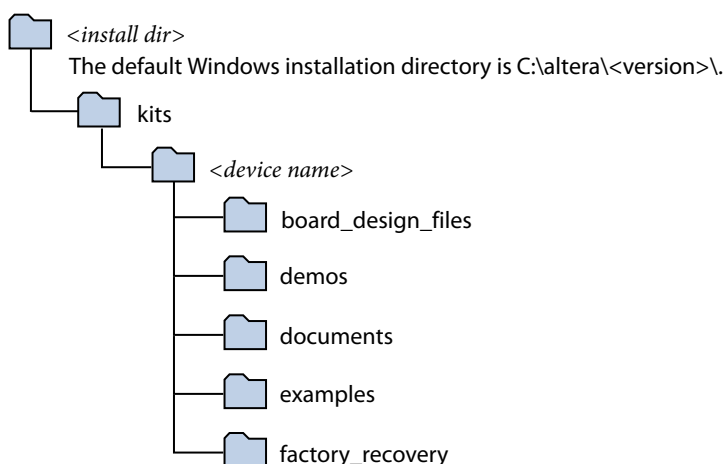 <install dir>
The default Windows installation directory is C:\altera\<version>\.
kits
<device name>
board_design_files
demos
documents
examples
factory_recovery